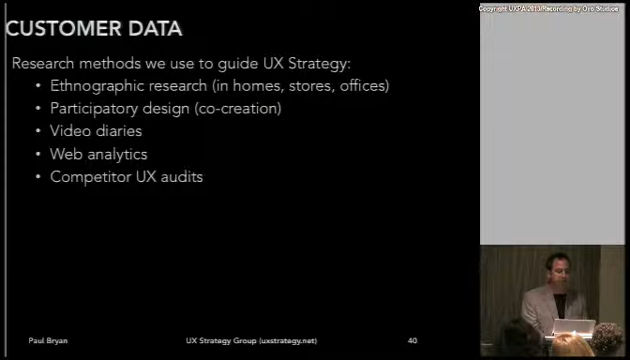 Copyright UXPA 2013/Recording by Ovo Studios
CUSTOMER DATA
Research methods we use to guide UX Strategy:
• Ethnographic research (in homes, stores, offices)
• Participatory design (co-creation)
• Video diaries
• Web analytics
• Competitor UX audits
Paul Bryan
UX Strategy Group (uxstrategy.net)
40